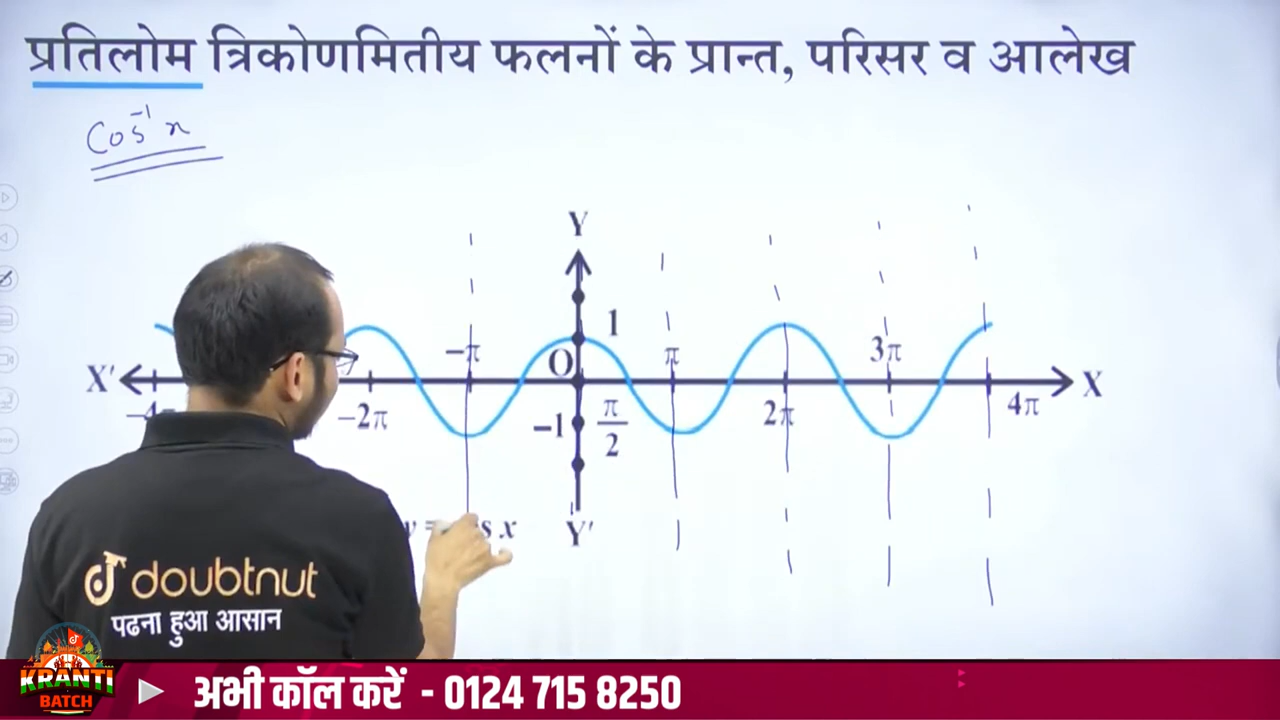 प्रतिलोम त्रिकोणमितीय फलनों के प्रान्त, परिसर व आलेख
Cos⁻¹ x
Y
1
-π
O
π
3π
X'
X
-2π
-1
π/2
2π
4π
x
Y'
doubtnut
पढना हुआ आसान
KRANTI
BATCH
अभी कॉल करें - 0124 715 8250